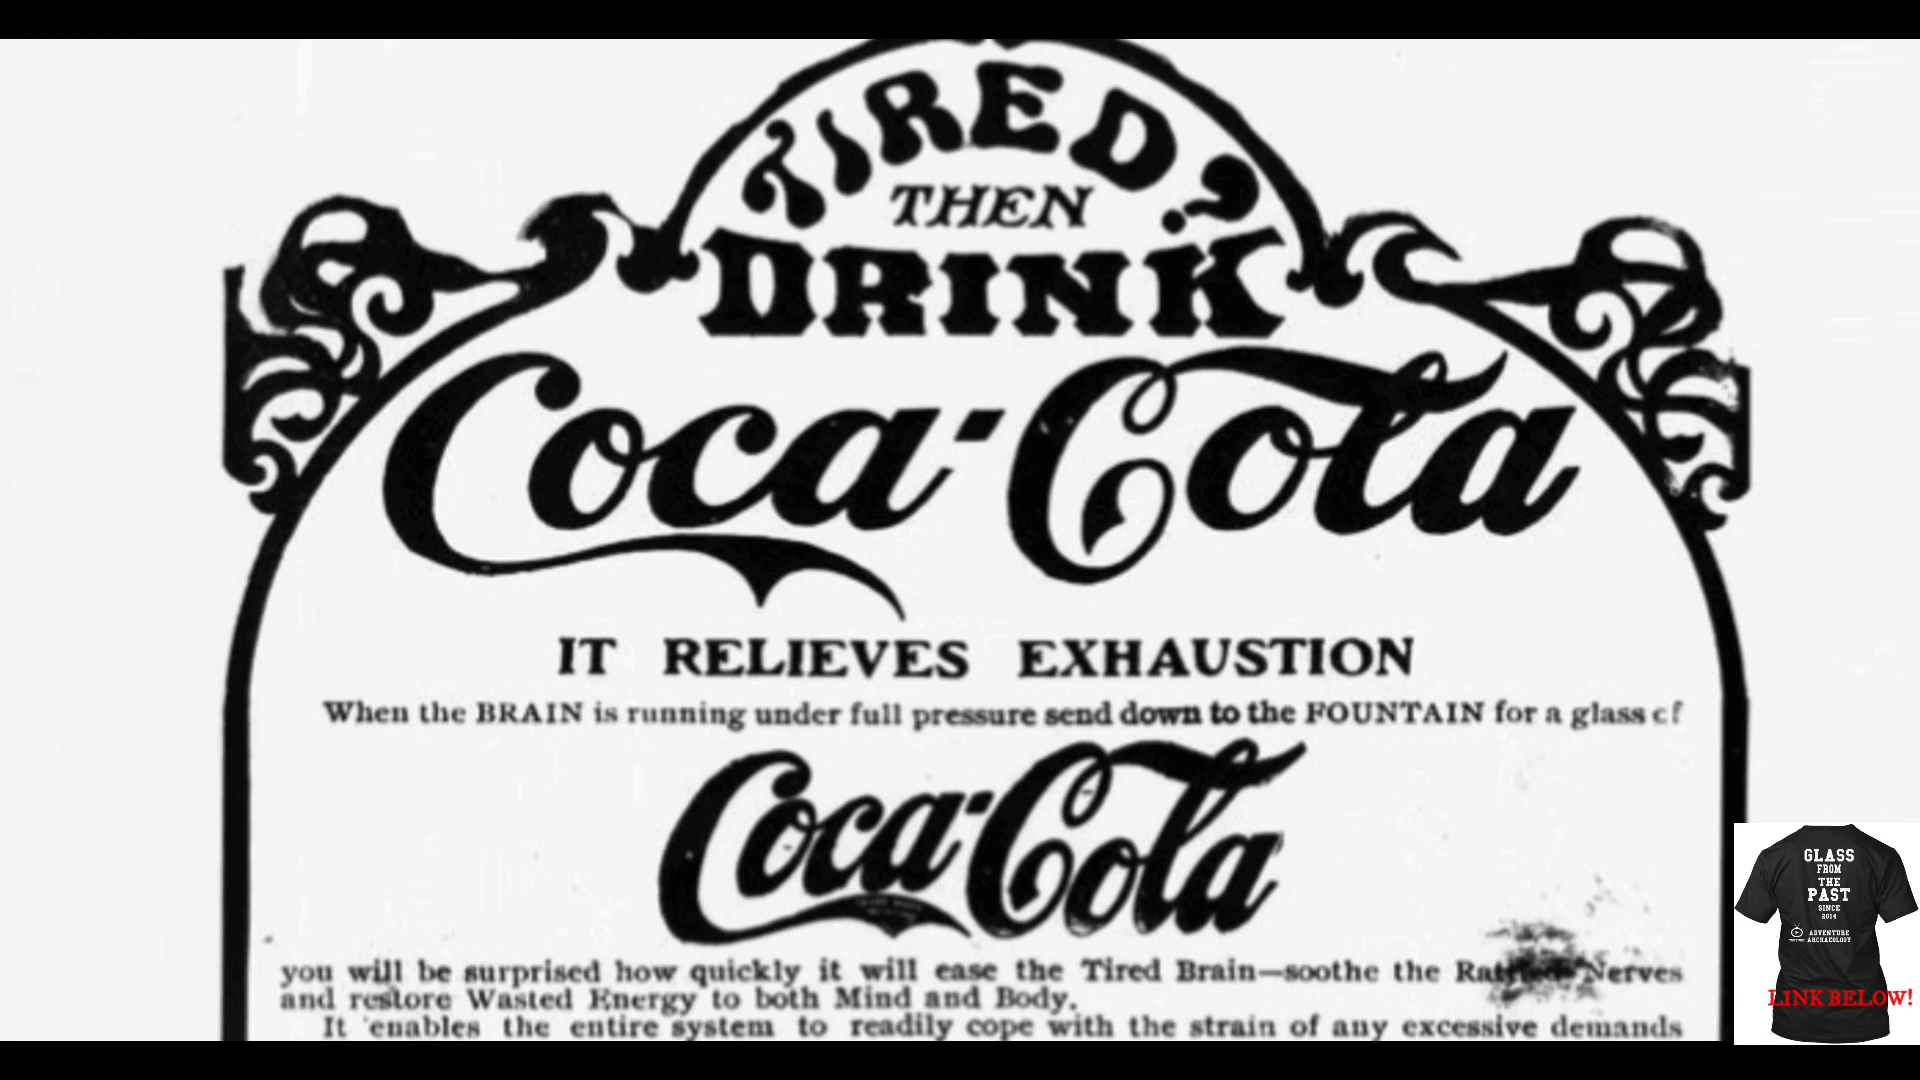 TIRED?
THEN
DRINK
Coca-Cola
IT RELIEVES EXHAUSTION
When the BRAIN is running under full pressure send down to the FOUNTAIN for a glass of
Coca-Cola
you will be surprised how quickly it will ease the Tired Brain—soothe the Rattled Nerves
and restore Wasted Energy to both Mind and Body.
It enables the entire system to readily cope with the strain of any excessive demands
GLASS
FROM
THE
PAST
SINCE
2014
ADVENTURE
ARCHAEOLOGY
LINK BELOW!